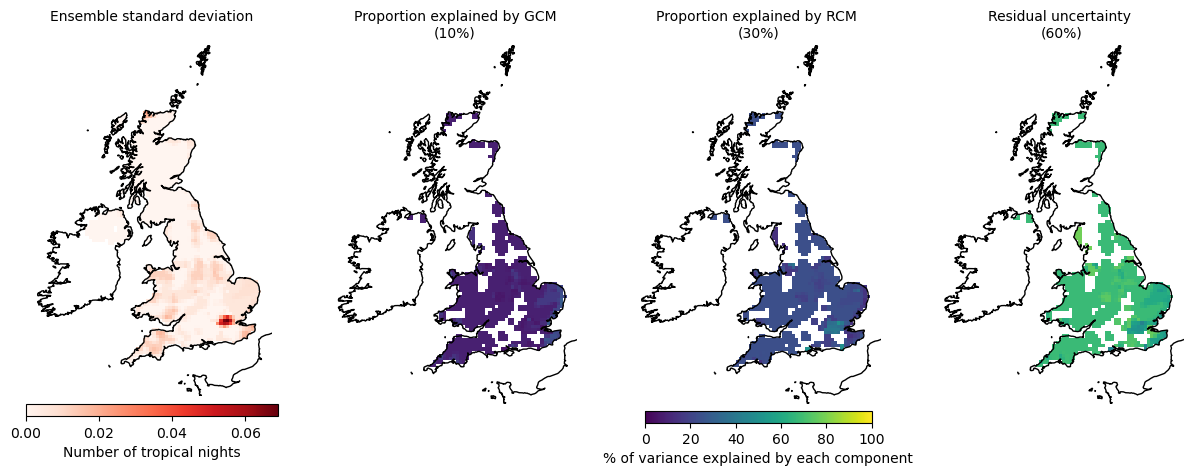 Ensemble standard deviation
Proportion explained by GCM
(10%)
Proportion explained by RCM
(30%)
Residual uncertainty
(60%)
0.00 0.02 0.04 0.06
Number of tropical nights
0 20 40 60 80 100
% of variance explained by each component